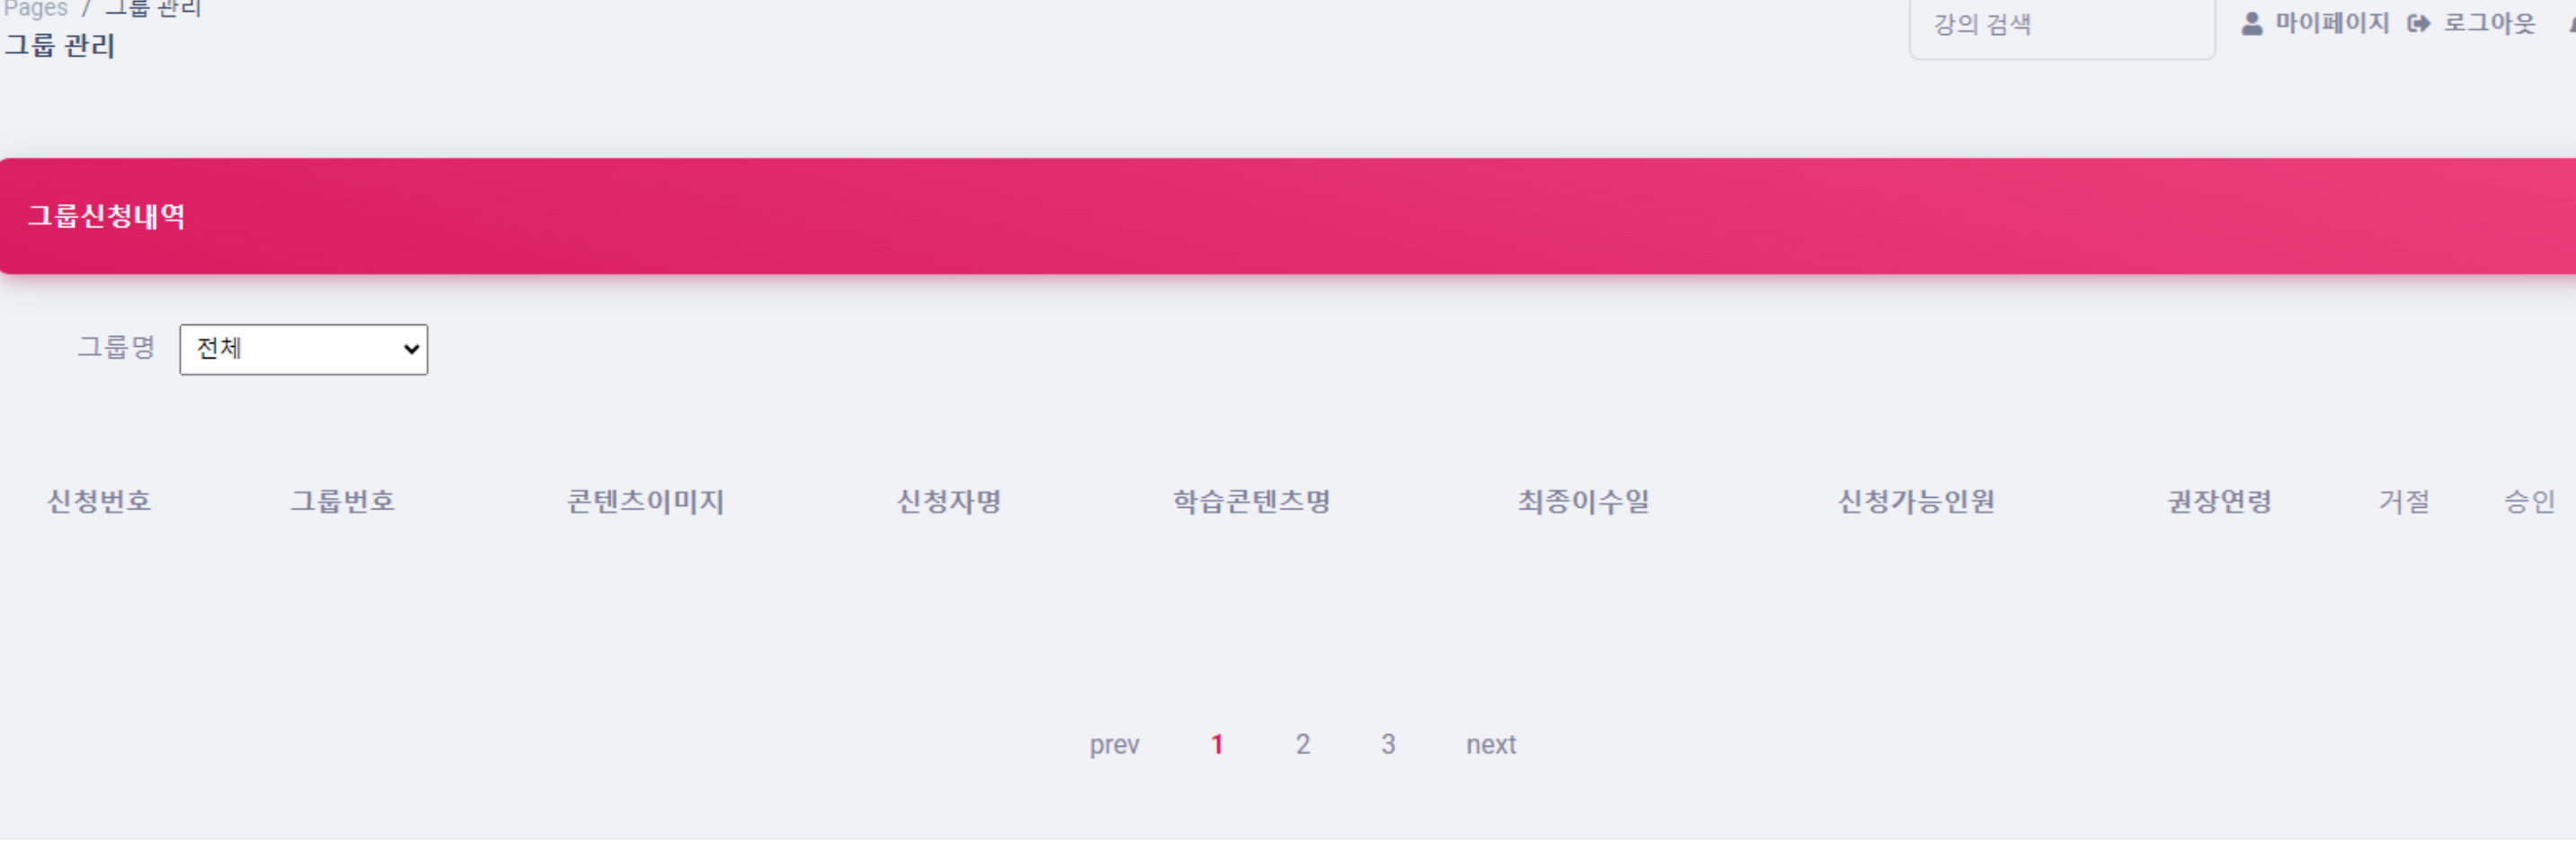 Pages / 그룹 관리
그룹 관리
강의 검색
마이페이지
로그아웃
그룹신청내역
그룹명 전체
신청번호 그룹번호 콘텐츠이미지 신청자명 학습콘텐츠명 최종이수일 신청가능인원 권장연령 거절 승인
prev 1 2 3 next